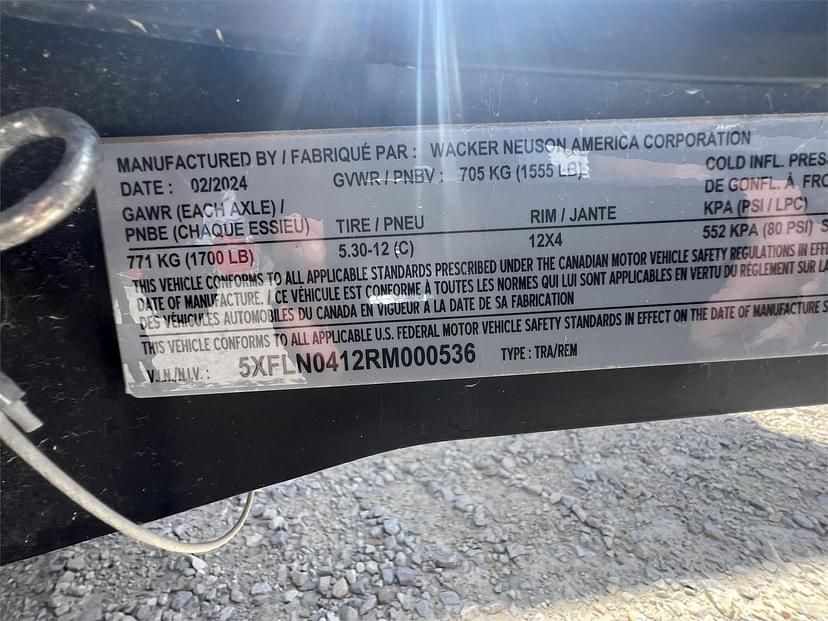 MANUFACTURED BY / FABRIQUÉ PAR : WACKER NEUSON AMERICA CORPORATION
DATE : 02/2024 GVWR / PNBV : 705 KG (1555 LB) COLD INFL. PRES
GAWR (EACH AXLE) / DE GONFL. À FRO
PNBE (CHAQUE ESSIEU) TIRE / PNEU RIM / JANTE KPA (PSI / LPC)
771 KG (1700 LB) 5.30-12 (C) 12X4 552 KPA (80 PSI) S
THIS VEHICLE CONFORMS TO ALL APPLICABLE STANDARDS PRESCRIBED UNDER THE CANADIAN MOTOR VEHICLE SAFETY REGULATIONS IN EFFE
DATE OF MANUFACTURE. / CE VÉHICULE EST CONFORME À TOUTES LES NORMES QUI LUI SONT APPLICABLES EN VERTU DU RÈGLEMENT SUR LA
DES VÉHICULES AUTOMOBILES DU CANADA EN VIGUEUR À LA DATE DE SA FABRICATION
THIS VEHICLE CONFORMS TO ALL APPLICABLE U.S. FEDERAL MOTOR VEHICLE SAFETY STANDARDS IN EFFECT ON THE DATE OF MANUFACTURE S
V.I.N./N.I.V. : 5XFLN0412RM000536 TYPE : TRA/REM